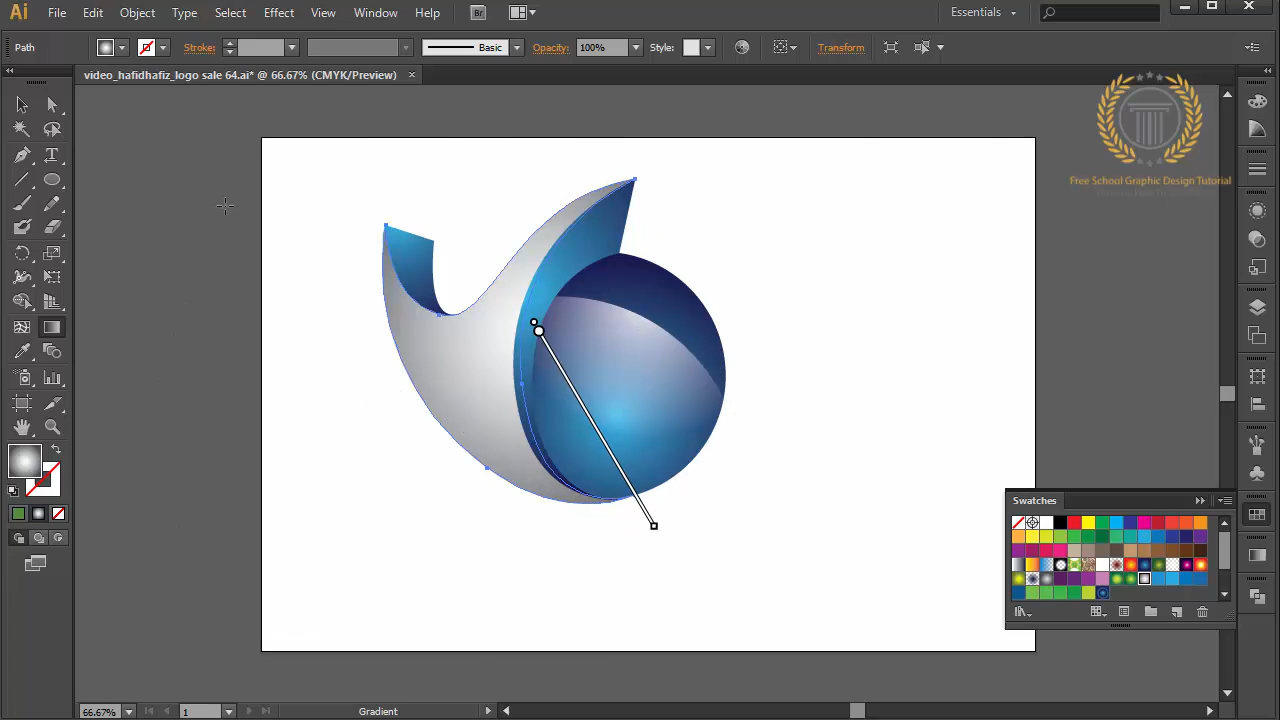 Ai File Edit Object Type Select Effect View Window Help Br Essentials
Path Stroke: Basic Opacity: 100% Style: Transform
video_hafidhafiz_logo sale 64.ai* @ 66.67% (CMYK/Preview) ×
T
Free School Graphic Design Tutorial
Swatches
66.67% 1 Gradient